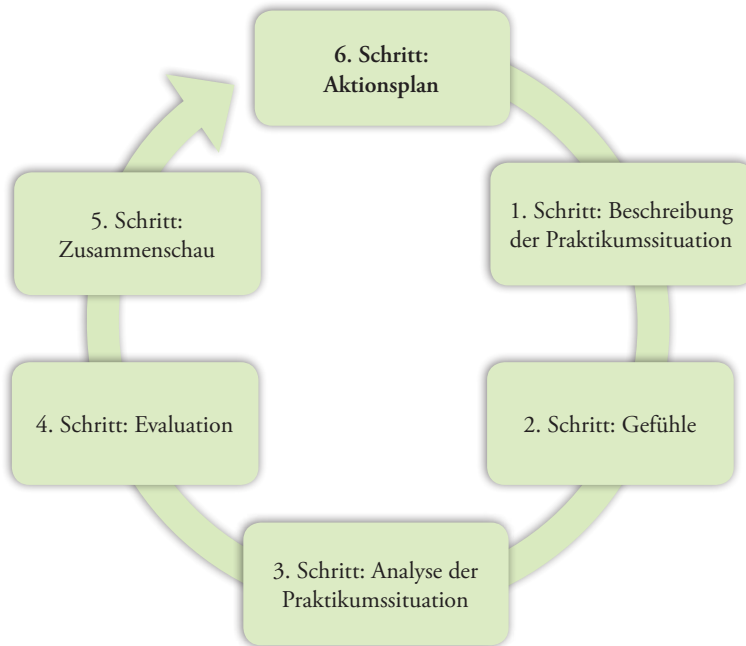 6. Schritt:
Aktionsplan
1. Schritt: Beschreibung
der Praktikumssituation
2. Schritt: Gefühle
3. Schritt: Analyse der
Praktikumssituation
4. Schritt: Evaluation
5. Schritt:
Zusammenschau